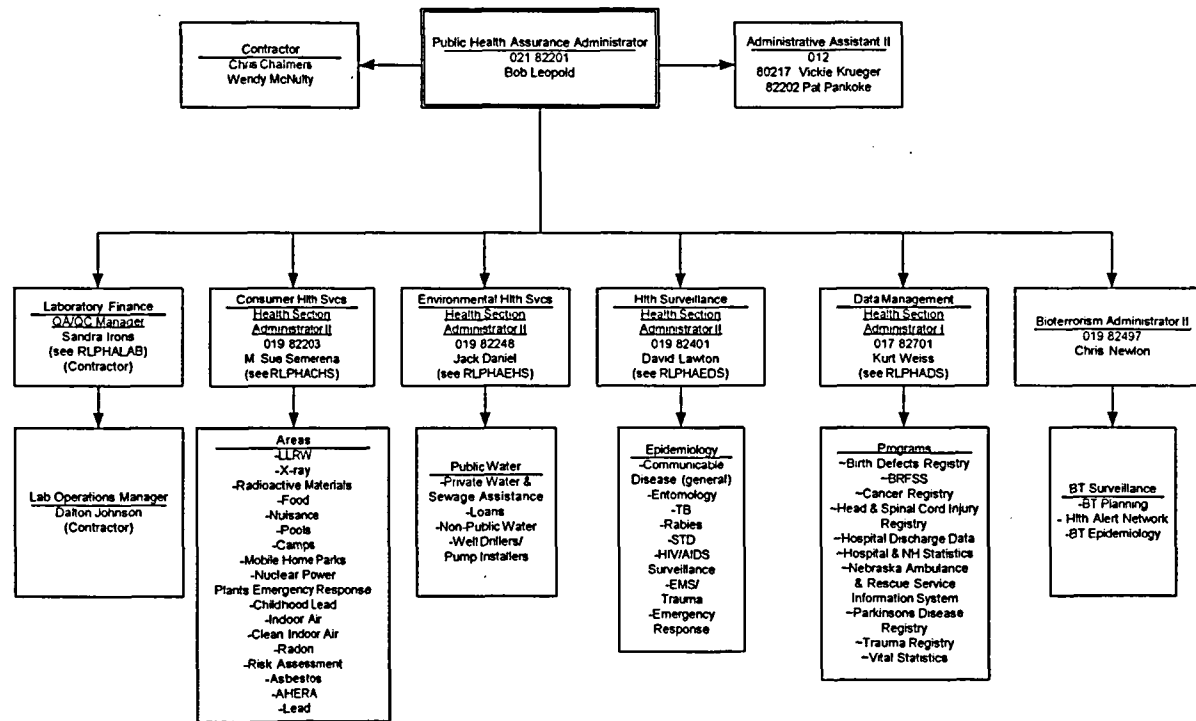 Contractor
Chris Chalmers
Wendy McNulty
Public Health Assurance Administrator
021 82201
Bob Leopold
Administrative Assistant II
012
80217 Vickie Krueger
82202 Pat Pankoke
Laboratory Finance
QA/QC Manager
Sandra Irons
(see RLPHALAB)
(Contractor)
Consumer Hlth Svcs
Health Section
Administrator II
019 82203
M Sue Semerena
(see RLPHACHS)
Environmental Hlth Svcs
Health Section
Administrator II
019 82248
Jack Daniel
(see RLPHAEHS)
Hlth Surveillance
Health Section
Administrator II
019 82401
David Lawton
(see RLPHAEDS)
Data Management
Health Section
Administrator I
017 82701
Kurt Weiss
(see RLPHADS)
Bioterrorism Administrator II
019 82497
Chris Newlon
Lab Operations Manager
Dalton Johnson
(Contractor)
Areas
-LLRW
-X-ray
-Radioactive Materials
-Food
-Nuisance
-Pools
-Camps
-Mobile Home Parks
-Nuclear Power
Plants Emergency Response
-Childhood Lead
-Indoor Air
-Clean Indoor Air
-Radon
-Risk Assessment
-Asbestos
-AHERA
-Lead
Public Water
-Private Water &
Sewage Assistance
-Loans
-Non-Public Water
-Well Drillers/
Pump Installers
Epidemiology
-Communicable
Disease (general)
-Entomology
-TB
-Rabies
-STD
-HIV/AIDS
Surveillance
-EMS/
Trauma
-Emergency
Response
Programs
~Birth Defects Registry
~BRFSS
~Cancer Registry
~Head & Spinal Cord Injury
Registry
~Hospital Discharge Data
~Hospital & NH Statistics
~Nebraska Ambulance
& Rescue Service
Information System
~Parkinsons Disease
Registry
~Trauma Registry
~Vital Statistics
BT Surveillance
-BT Planning
- Hlth Alert Network
-BT Epidemiology